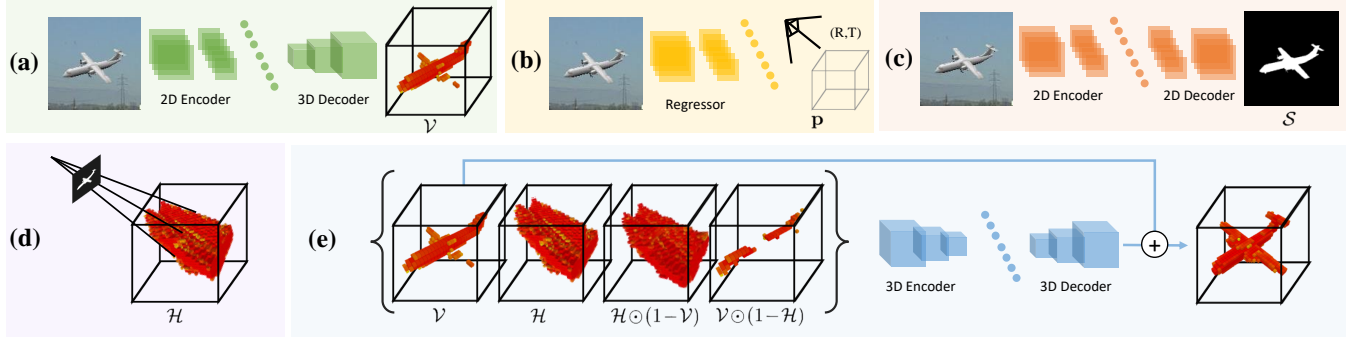 (a)
2D Encoder
3D Decoder
𝒱
(b)
Regressor
(R,T)
p
(c)
2D Encoder
2D Decoder
𝒮
(d)
ℋ
(e)
𝒱
ℋ
ℋ⊙(1−𝒱)
𝒱⊙(1−ℋ)
3D Encoder
3D Decoder
+